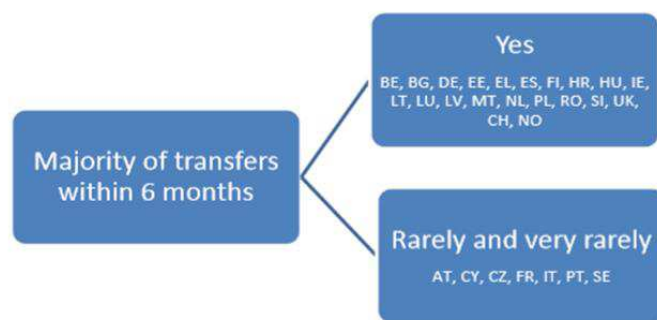 Majority of transfers
within 6 months
Yes
BE, BG, DE, EE, EL, ES, FI, HR, HU, IE,
LT, LU, LV, MT, NL, PL, RO, SI, UK,
CH, NO
Rarely and very rarely
AT, CY, CZ, FR, IT, PT, SE